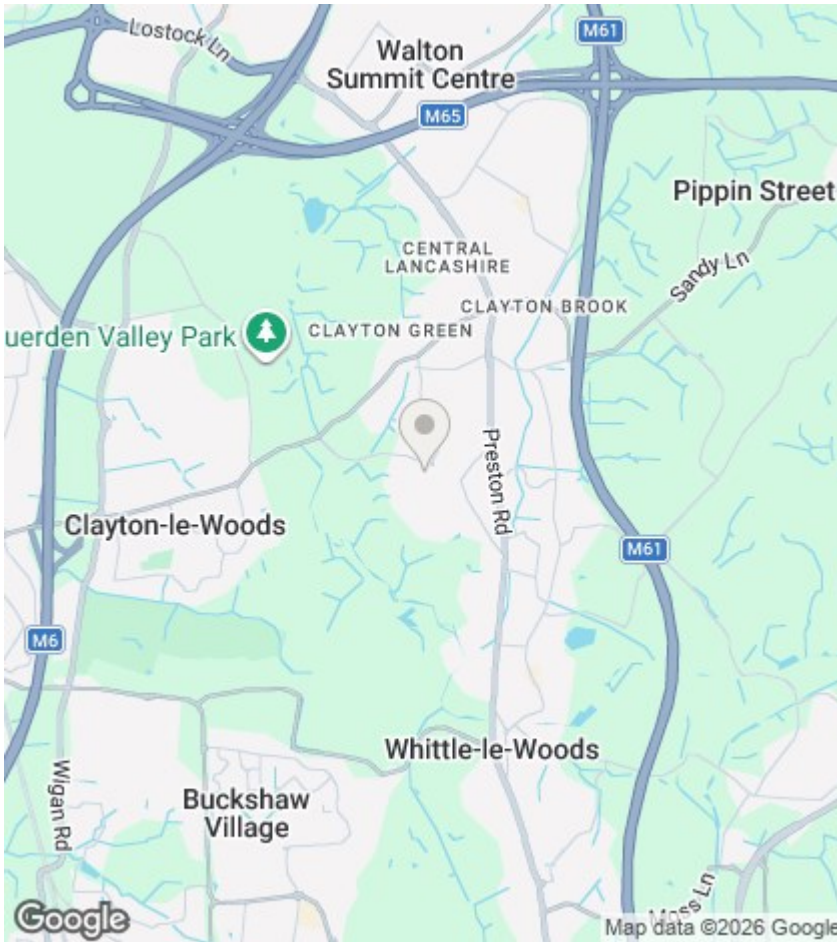 Lostock Ln
Walton
Summit Centre
M61
M65
Pippin Street
CENTRAL
LANCASHIRE
Sandy Ln
CLAYTON BROOK
uerden Valley Park
CLAYTON GREEN
Preston Rd
Clayton-le-Woods
M61
M6
Whittle-le-Woods
Wigan Rd
Buckshaw
Village
Moss Ln
Google
Map data ©2026 Google